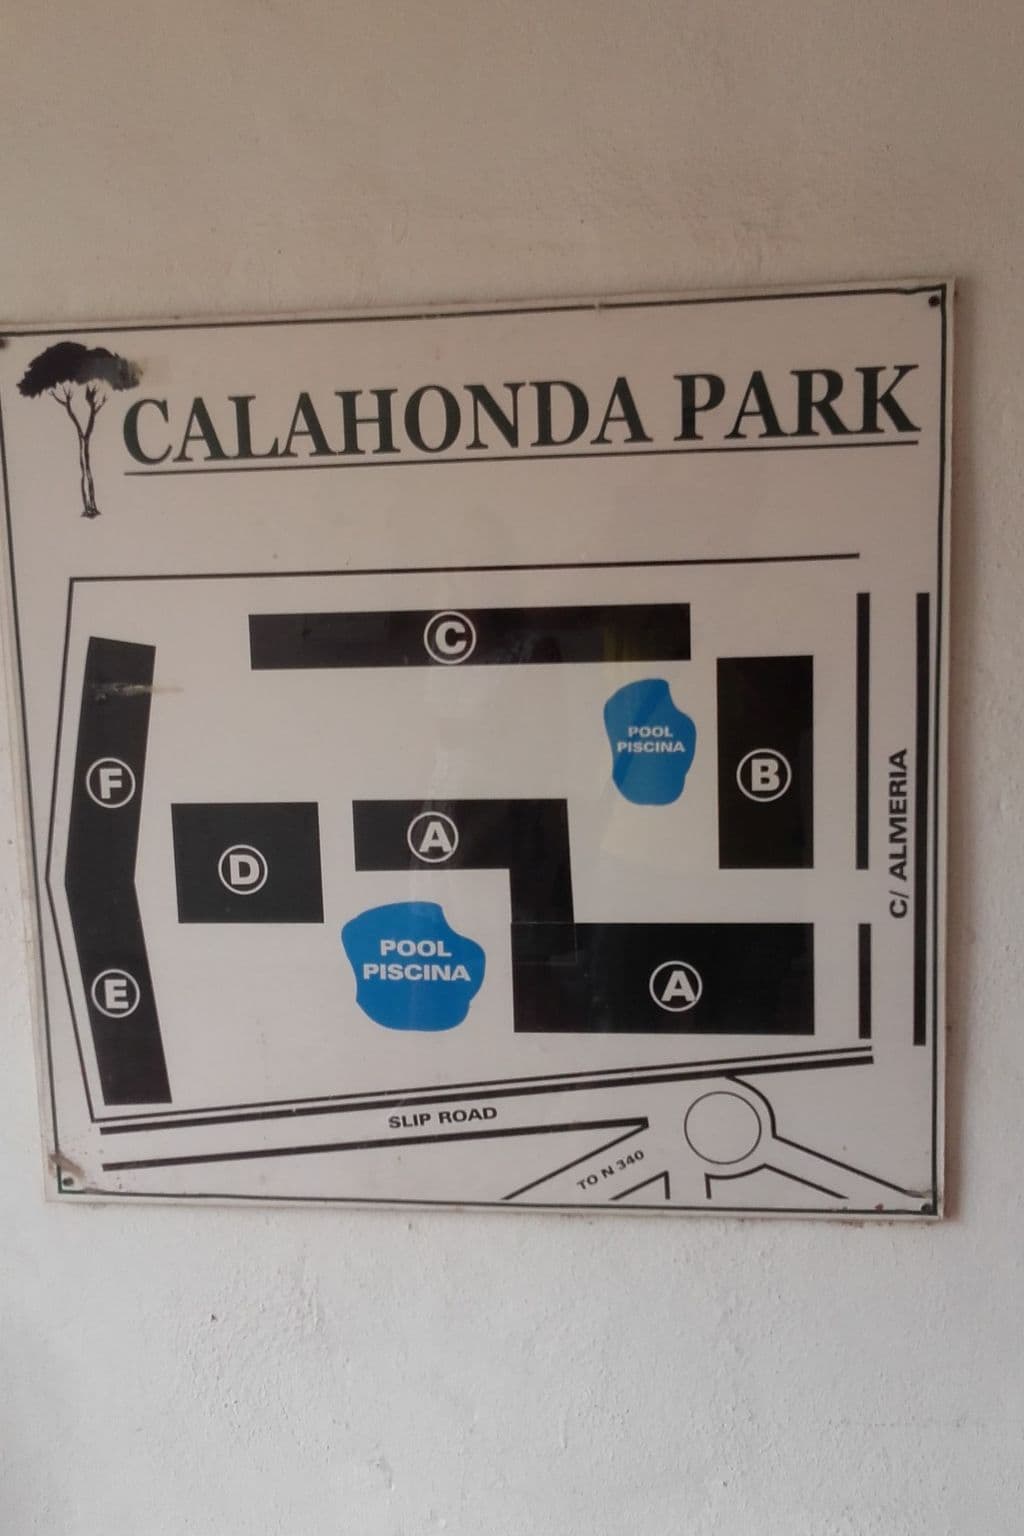 CALAHONDA PARK
C
POOL
PISCINA
B
F
A
D
C/ ALMERIA
POOL
PISCINA
E
A
SLIP ROAD
TO N 340